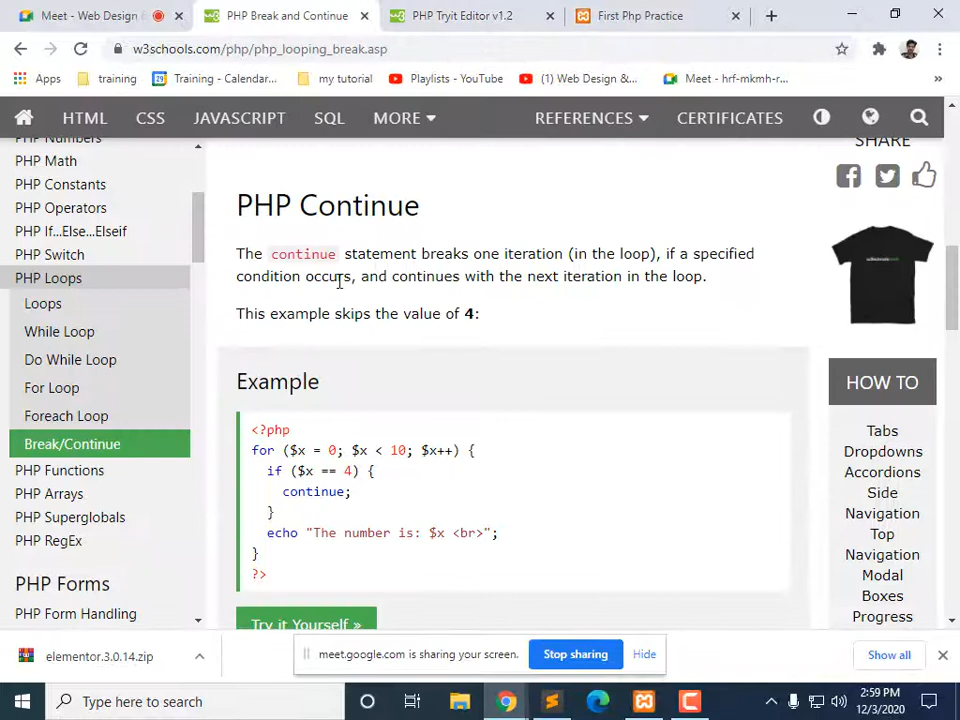 Meet - Web Design &
PHP Break and Continue
PHP Tryit Editor v1.2
First Php Practice
w3schools.com/php/php_looping_break.asp
Apps
training
Training - Calendar...
my tutorial
Playlists - YouTube
(1) Web Design &...
Meet - hrf-mkmh-r...
»
HTML
CSS
JAVASCRIPT
SQL
MORE
REFERENCES
CERTIFICATES
PHP Numbers
PHP Math
PHP Constants
PHP Operators
PHP If...Else...Elseif
PHP Switch
PHP Loops
Loops
While Loop
Do While Loop
For Loop
Foreach Loop
Break/Continue
PHP Functions
PHP Arrays
PHP Superglobals
PHP RegEx
PHP Forms
PHP Form Handling
PHP Continue
The continue statement breaks one iteration (in the loop), if a specified
condition occurs, and continues with the next iteration in the loop.
This example skips the value of 4:
Example
<?php
for ($x = 0; $x < 10; $x++) {
if ($x == 4) {
continue;
}
echo "The number is: $x <br>";
}
?>
Try it Yourself »
SHARE
HOW TO
Tabs
Dropdowns
Accordions
Side
Navigation
Top
Navigation
Modal
Boxes
Progress
elementor.3.0.14.zip
meet.google.com is sharing your screen.
Stop sharing
Hide
Show all
Type here to search
2:59 PM
12/3/2020